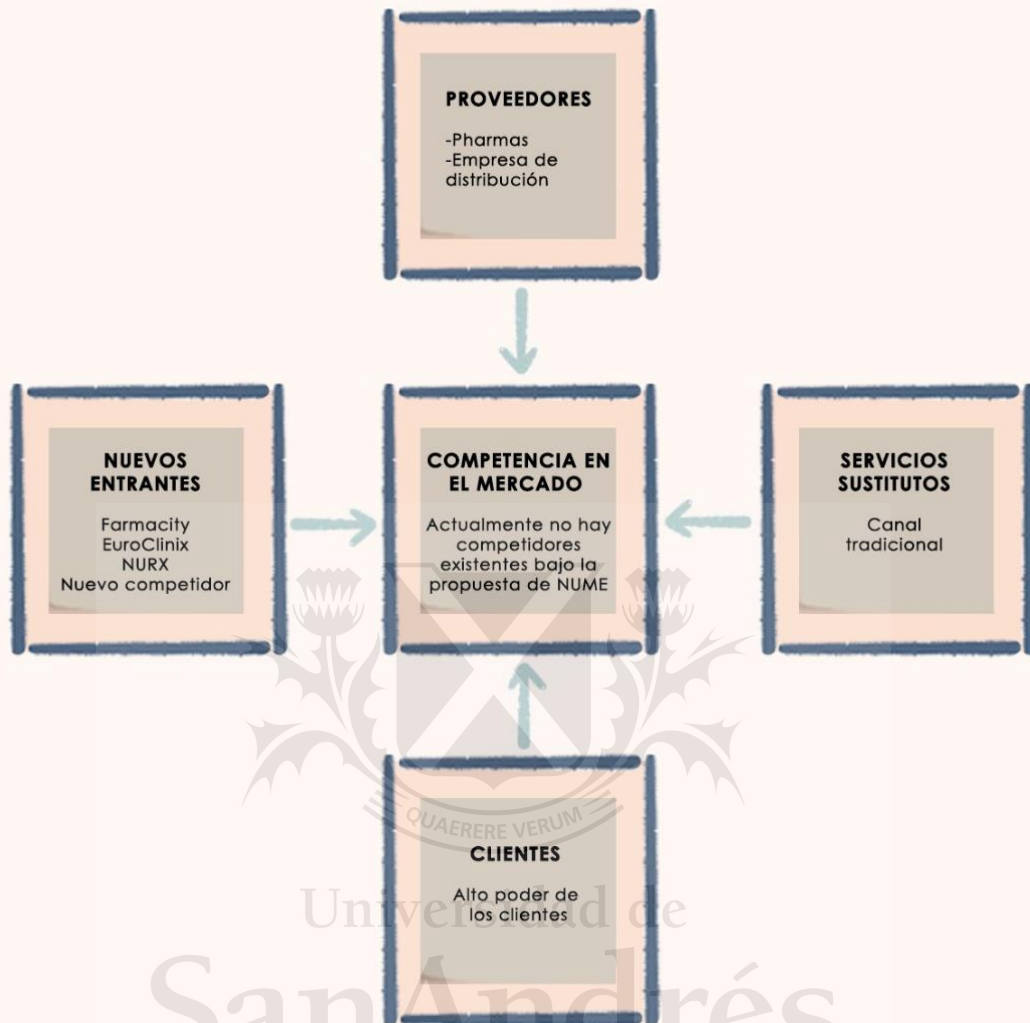 PROVEEDORES
-Pharmas
-Empresa de
distribución
NUEVOS
ENTRANTES
Farmacity
EuroClinix
NURX
Nuevo competidor
COMPETENCIA EN
EL MERCADO
Actualmente no hay
competidores
existentes bajo la
propuesta de NUME
SERVICIOS
SUSTITUTOS
Canal
tradicional
QUAERERE VERUM
CLIENTES
Alto poder de
los clientes
Universidad de
SanAndrés